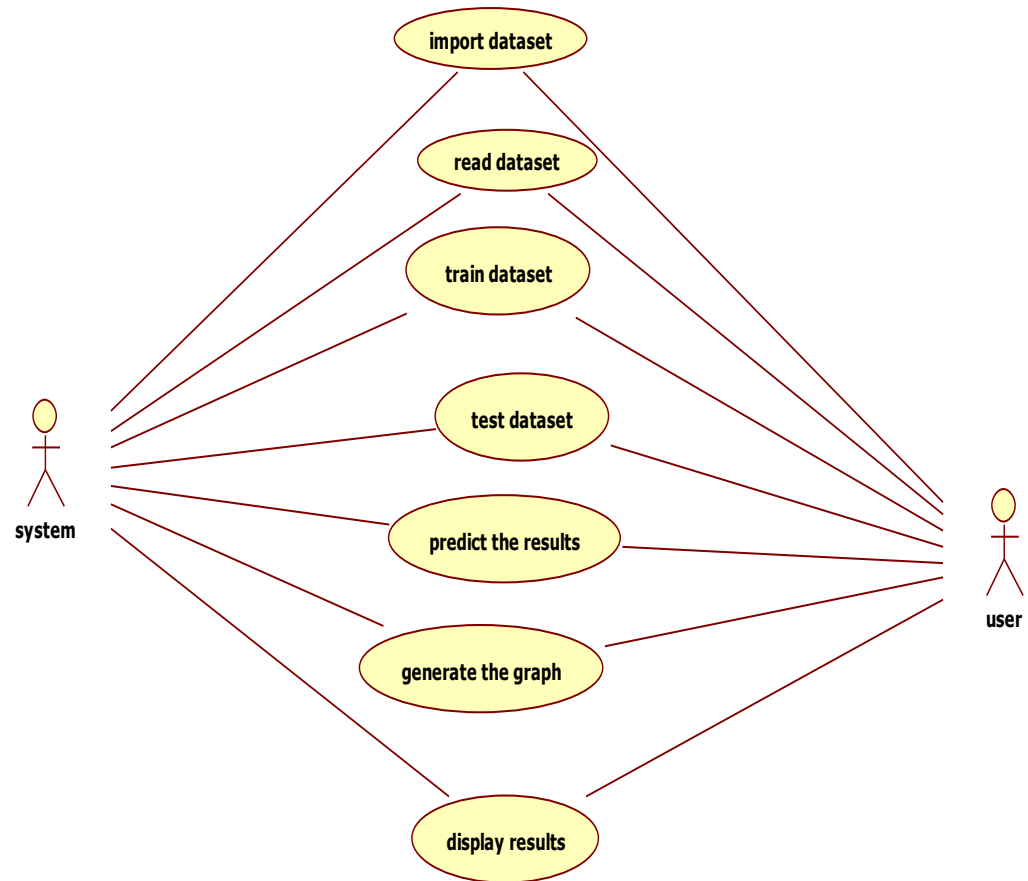 import dataset
read dataset
train dataset
test dataset
system
predict the results
user
generate the graph
display results